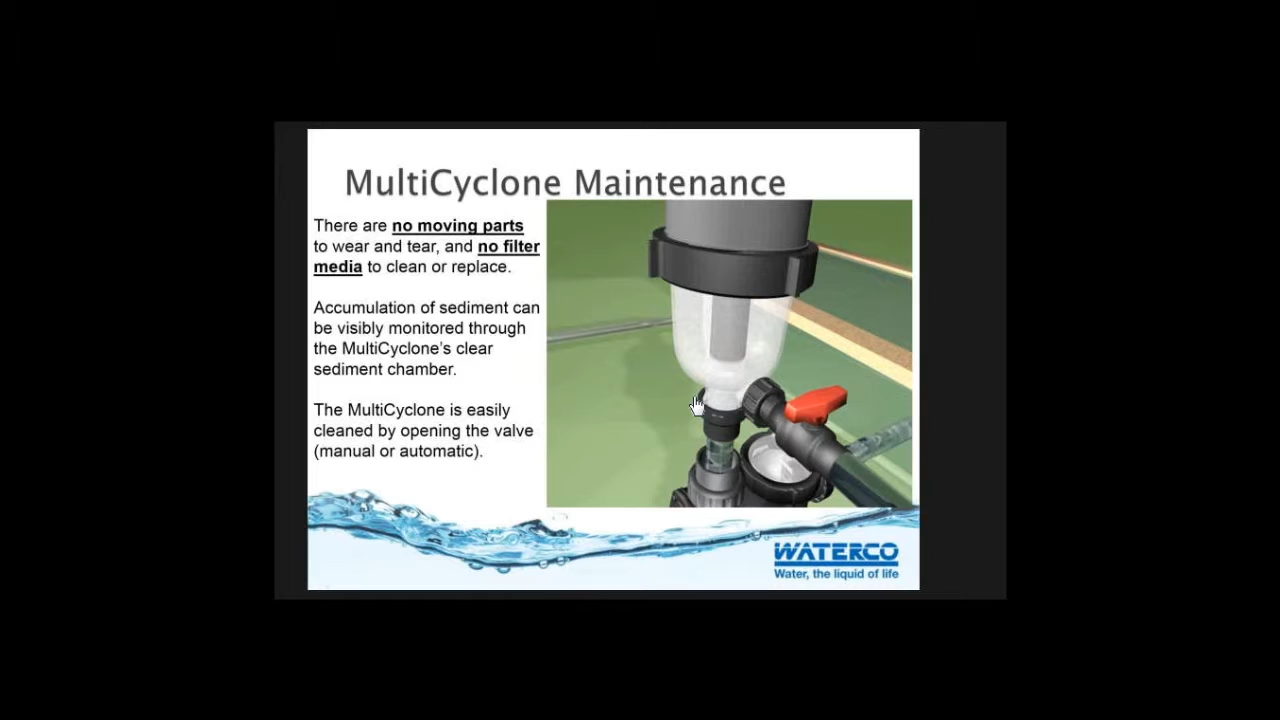 MultiCyclone Maintenance
There are no moving parts
to wear and tear, and no filter
media to clean or replace.
Accumulation of sediment can
be visibly monitored through
the MultiCyclone’s clear
sediment chamber.
The MultiCyclone is easily
cleaned by opening the valve
(manual or automatic).
WATERCO
Water, the liquid of life